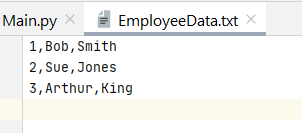 Main.py EmployeeData.txt
1,Bob,Smith
2,Sue,Jones
3,Arthur,King